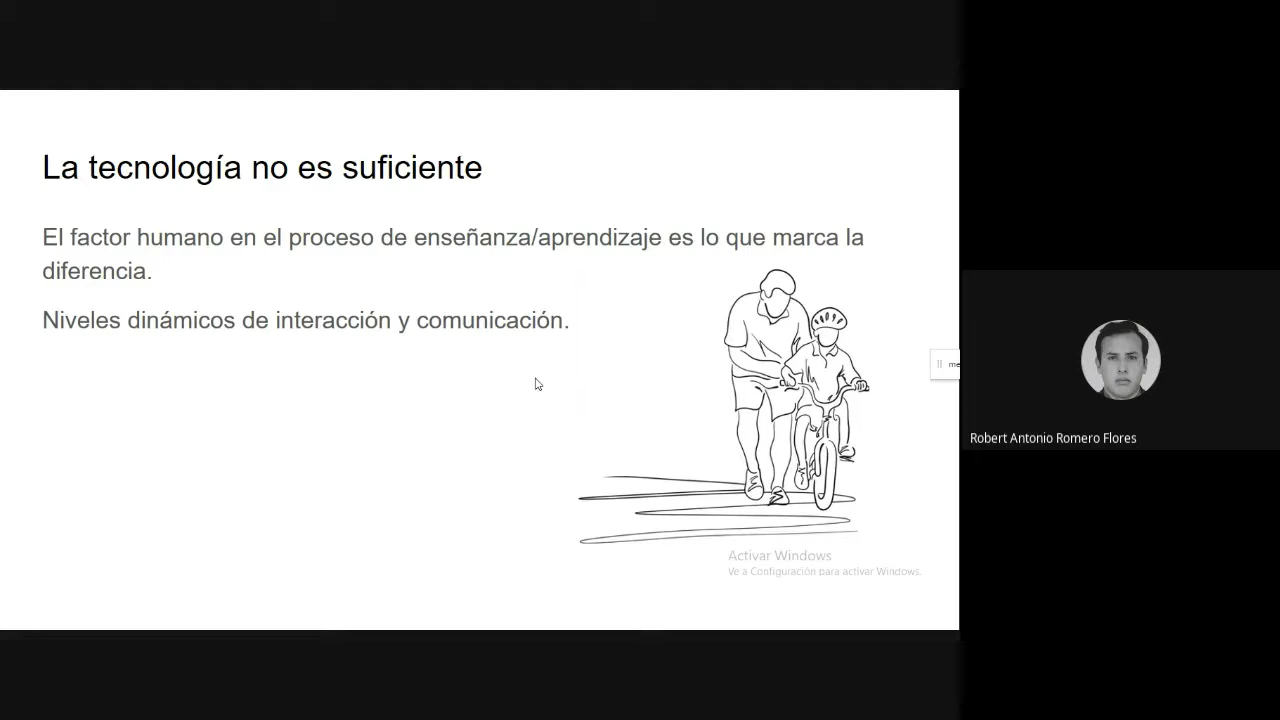 La tecnología no es suficiente
El factor humano en el proceso de enseñanza/aprendizaje es lo que marca la
diferencia.
Niveles dinámicos de interacción y comunicación.
me
Robert Antonio Romero Flores
Activar Windows
Ve a Configuración para activar Windows.